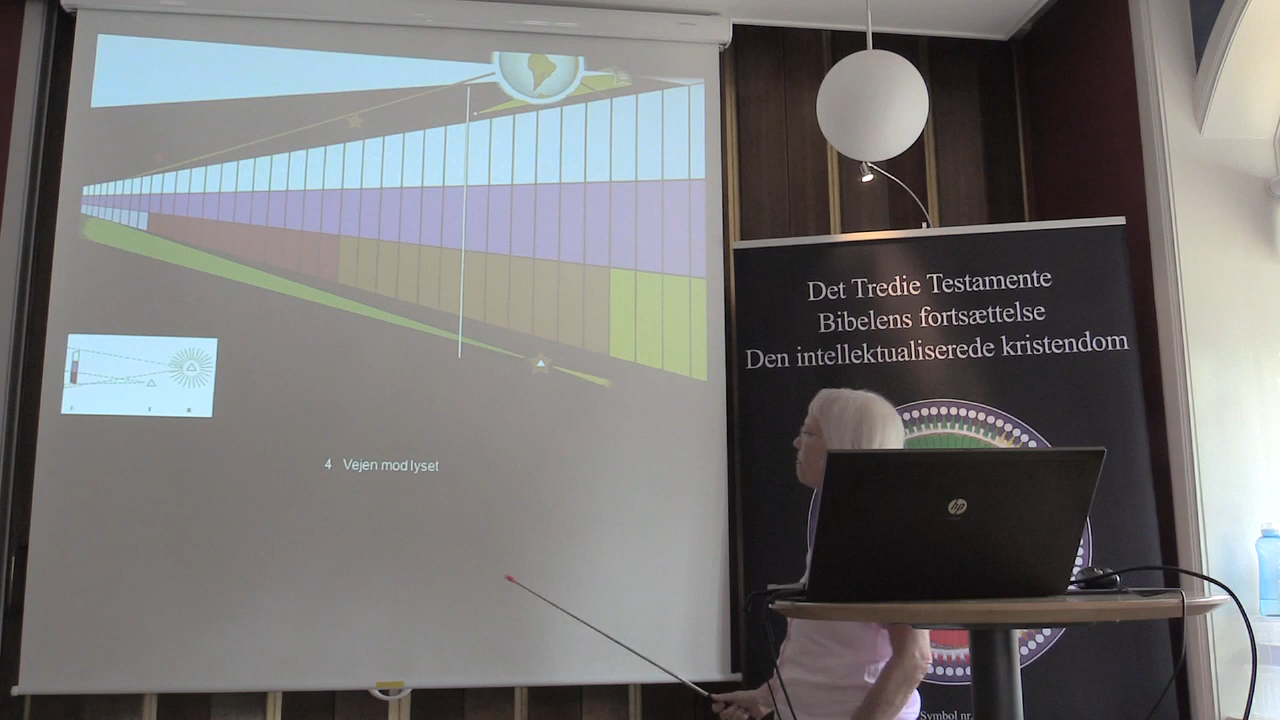 4 Vejen mod lyset
Det Tredie Testamente
Bibelens fortsættelse
Den intellektualiserede kristendom
hp
Symbol nr.